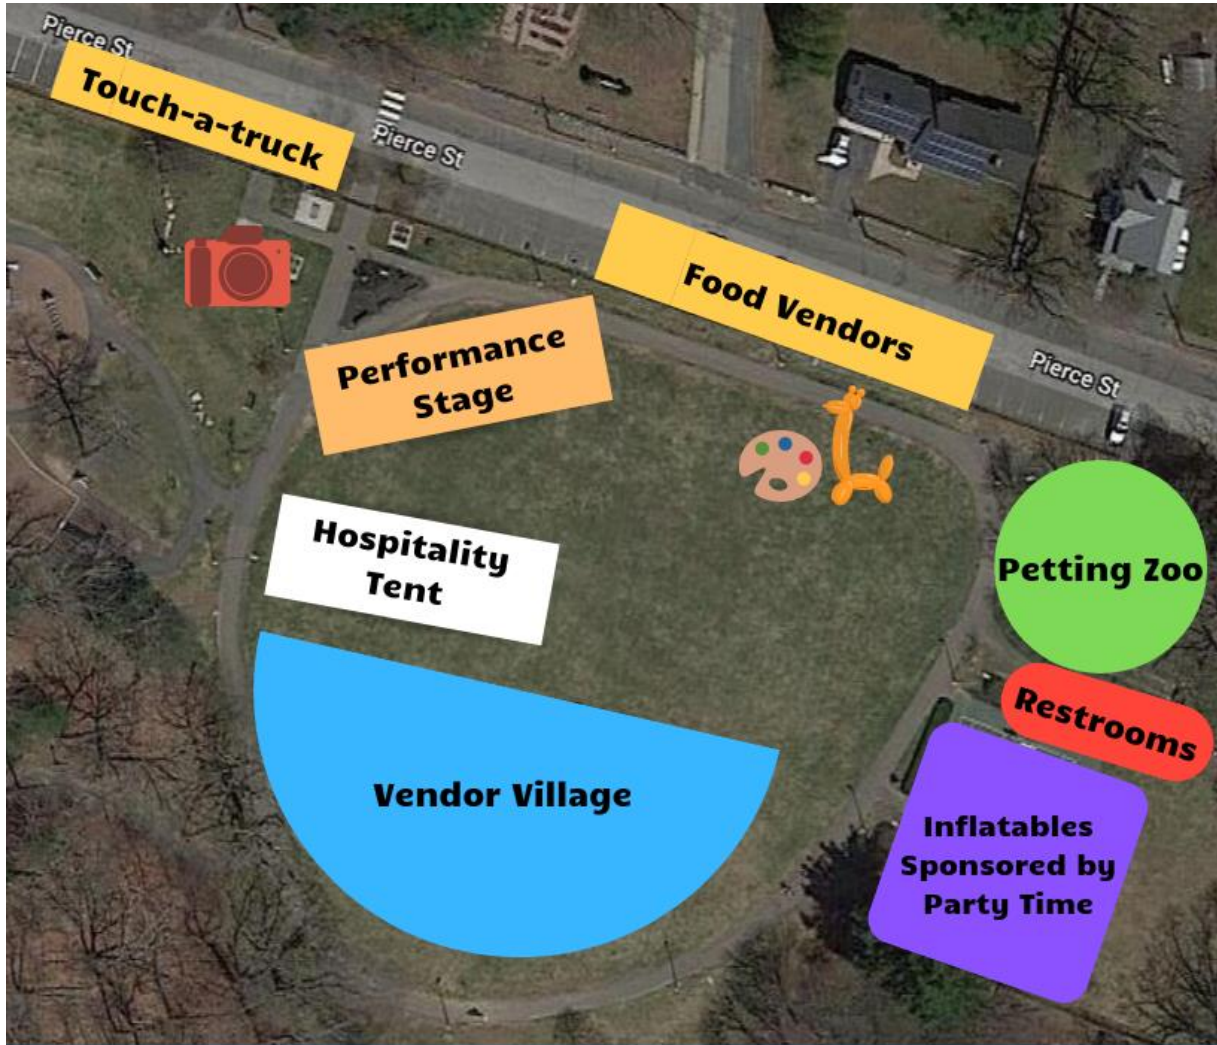 Pierce St
Touch-a-truck
Pierce St
Food Vendors
Performance
Stage
Pierce St
Hospitality
Tent
Petting Zoo
Restrooms
Vendor Village
Inflatables
Sponsored by
Party Time